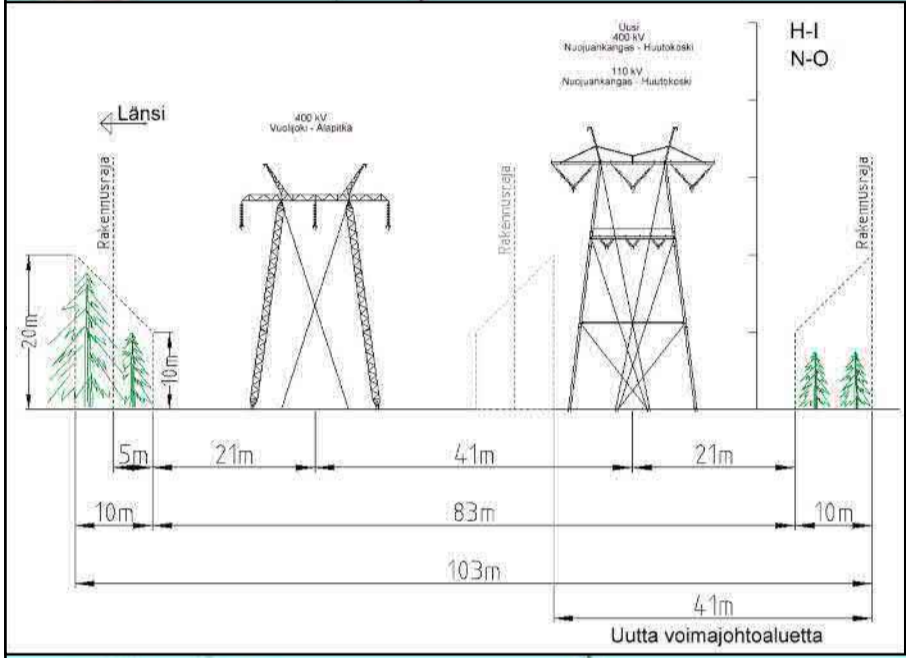 H-I
N-O
Uusi
400 kV
Nuojuankangas - Huutokoski
110 kV
Nuojuankangas - Huutokoski
Länsi
400 kV
Vuolijoki - Alapitkä
Rakennusraja
Rakennusraja
Rakennusraja
20m
10m
5m
21m
41m
21m
10m
83m
10m
103m
41m
Uutta voimajohtoaluetta